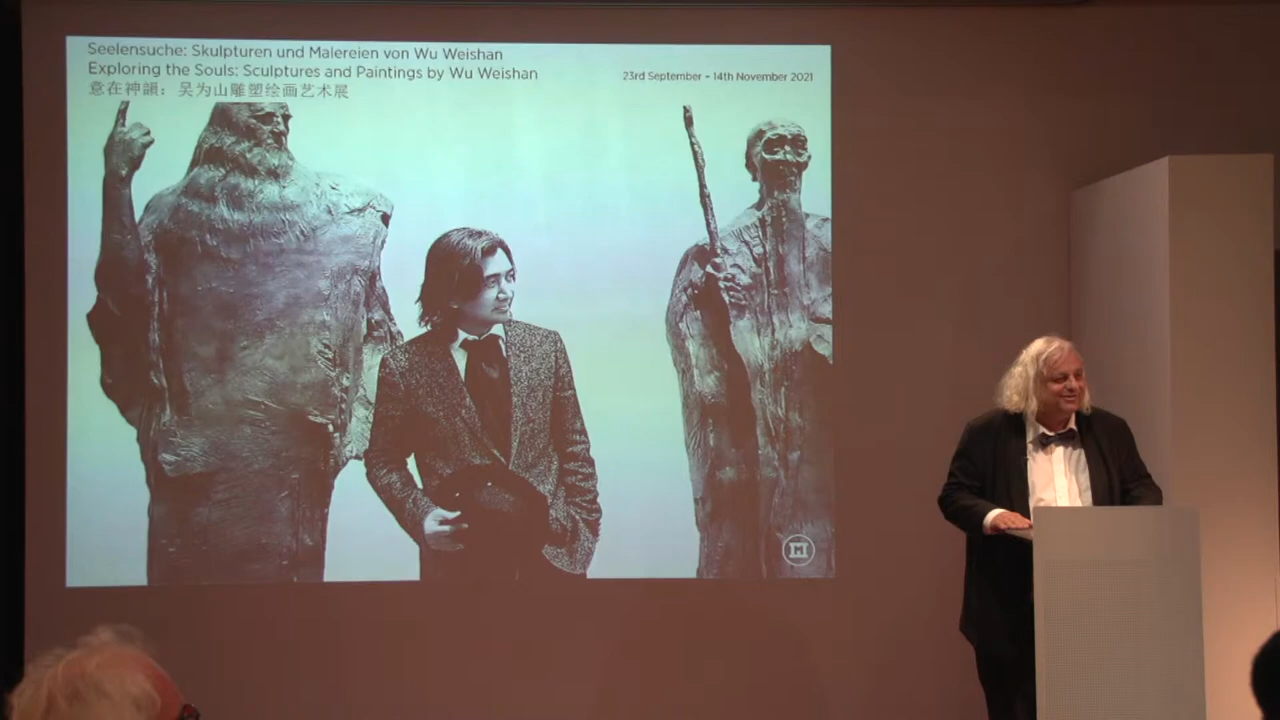 Seelensuche: Skulpturen und Malereien von Wu Weishan
Exploring the Souls: Sculptures and Paintings by Wu Weishan
23rd September – 14th November 2021
意在神韻：吴为山雕塑绘画艺术展